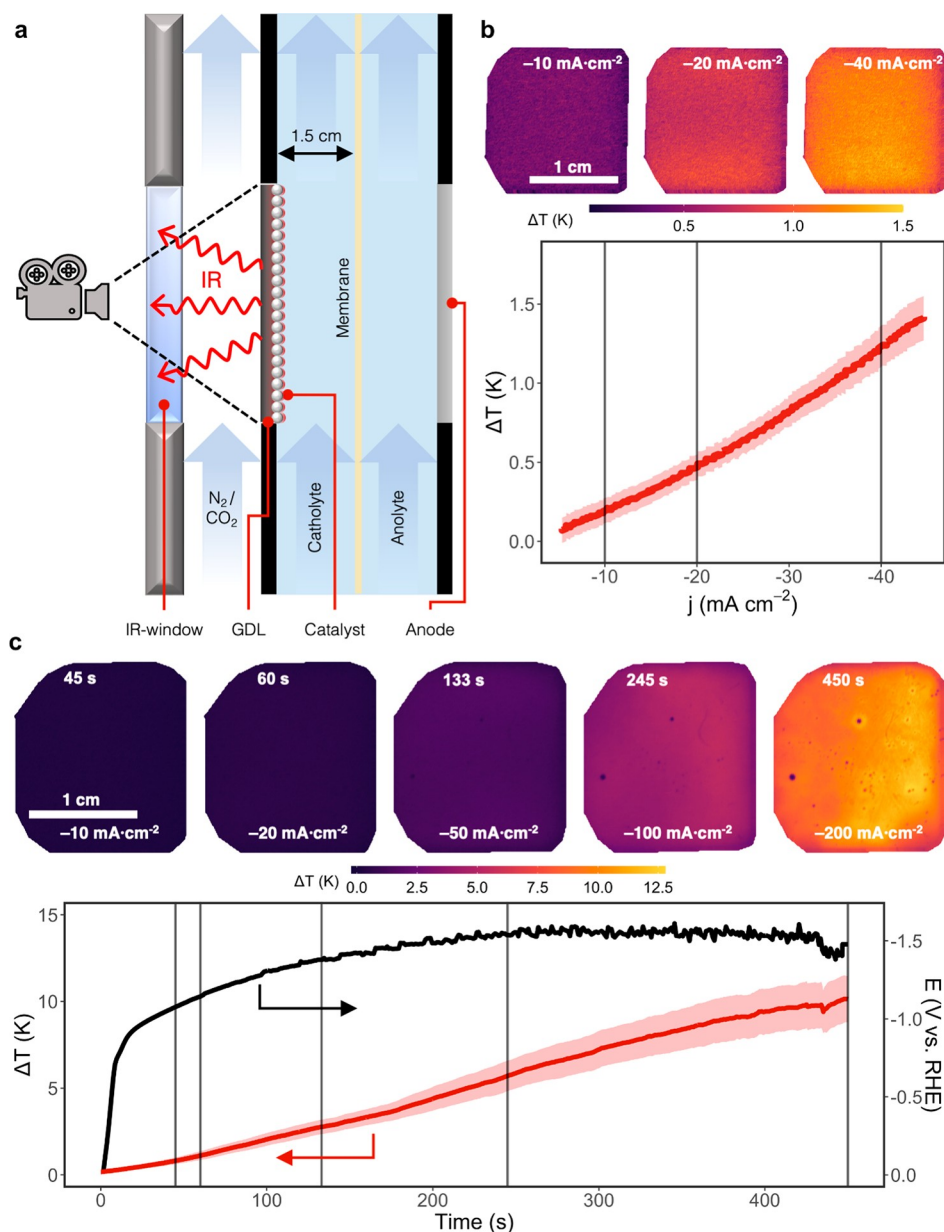 a
1.5 cm
IR
Membrane
N₂ /
CO₂
Catholyte
Anolyte
IR-window
GDL
Catalyst
Anode
b
–10 mA·cm⁻²
–20 mA·cm⁻²
–40 mA·cm⁻²
1 cm
ΔT (K)
0.5
1.0
1.5
ΔT (K)
1.5
1.0
0.5
0.0
-10
-20
-30
-40
j (mA cm⁻²)
c
45 s
60 s
133 s
245 s
450 s
1 cm
–10 mA·cm⁻²
–20 mA·cm⁻²
–50 mA·cm⁻²
–100 mA·cm⁻²
–200 mA·cm⁻²
ΔT (K)
0.0
2.5
5.0
7.5
10.0
12.5
ΔT (K)
15
10
5
0
E (V vs. RHE)
-1.5
-1.0
-0.5
0.0
0
100
200
300
400
Time (s)